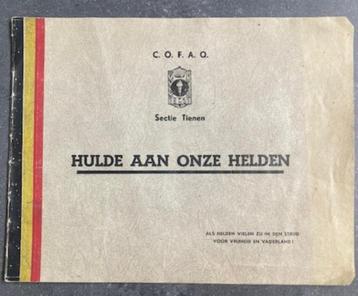 C. O. F. A. O.
Sectie Tienen
HULDE AAN ONZE HELDEN
ALS HELDEN VIELEN ZIJ IN DEN STRIJD
VOOR VRIJHEID EN VADERLAND !